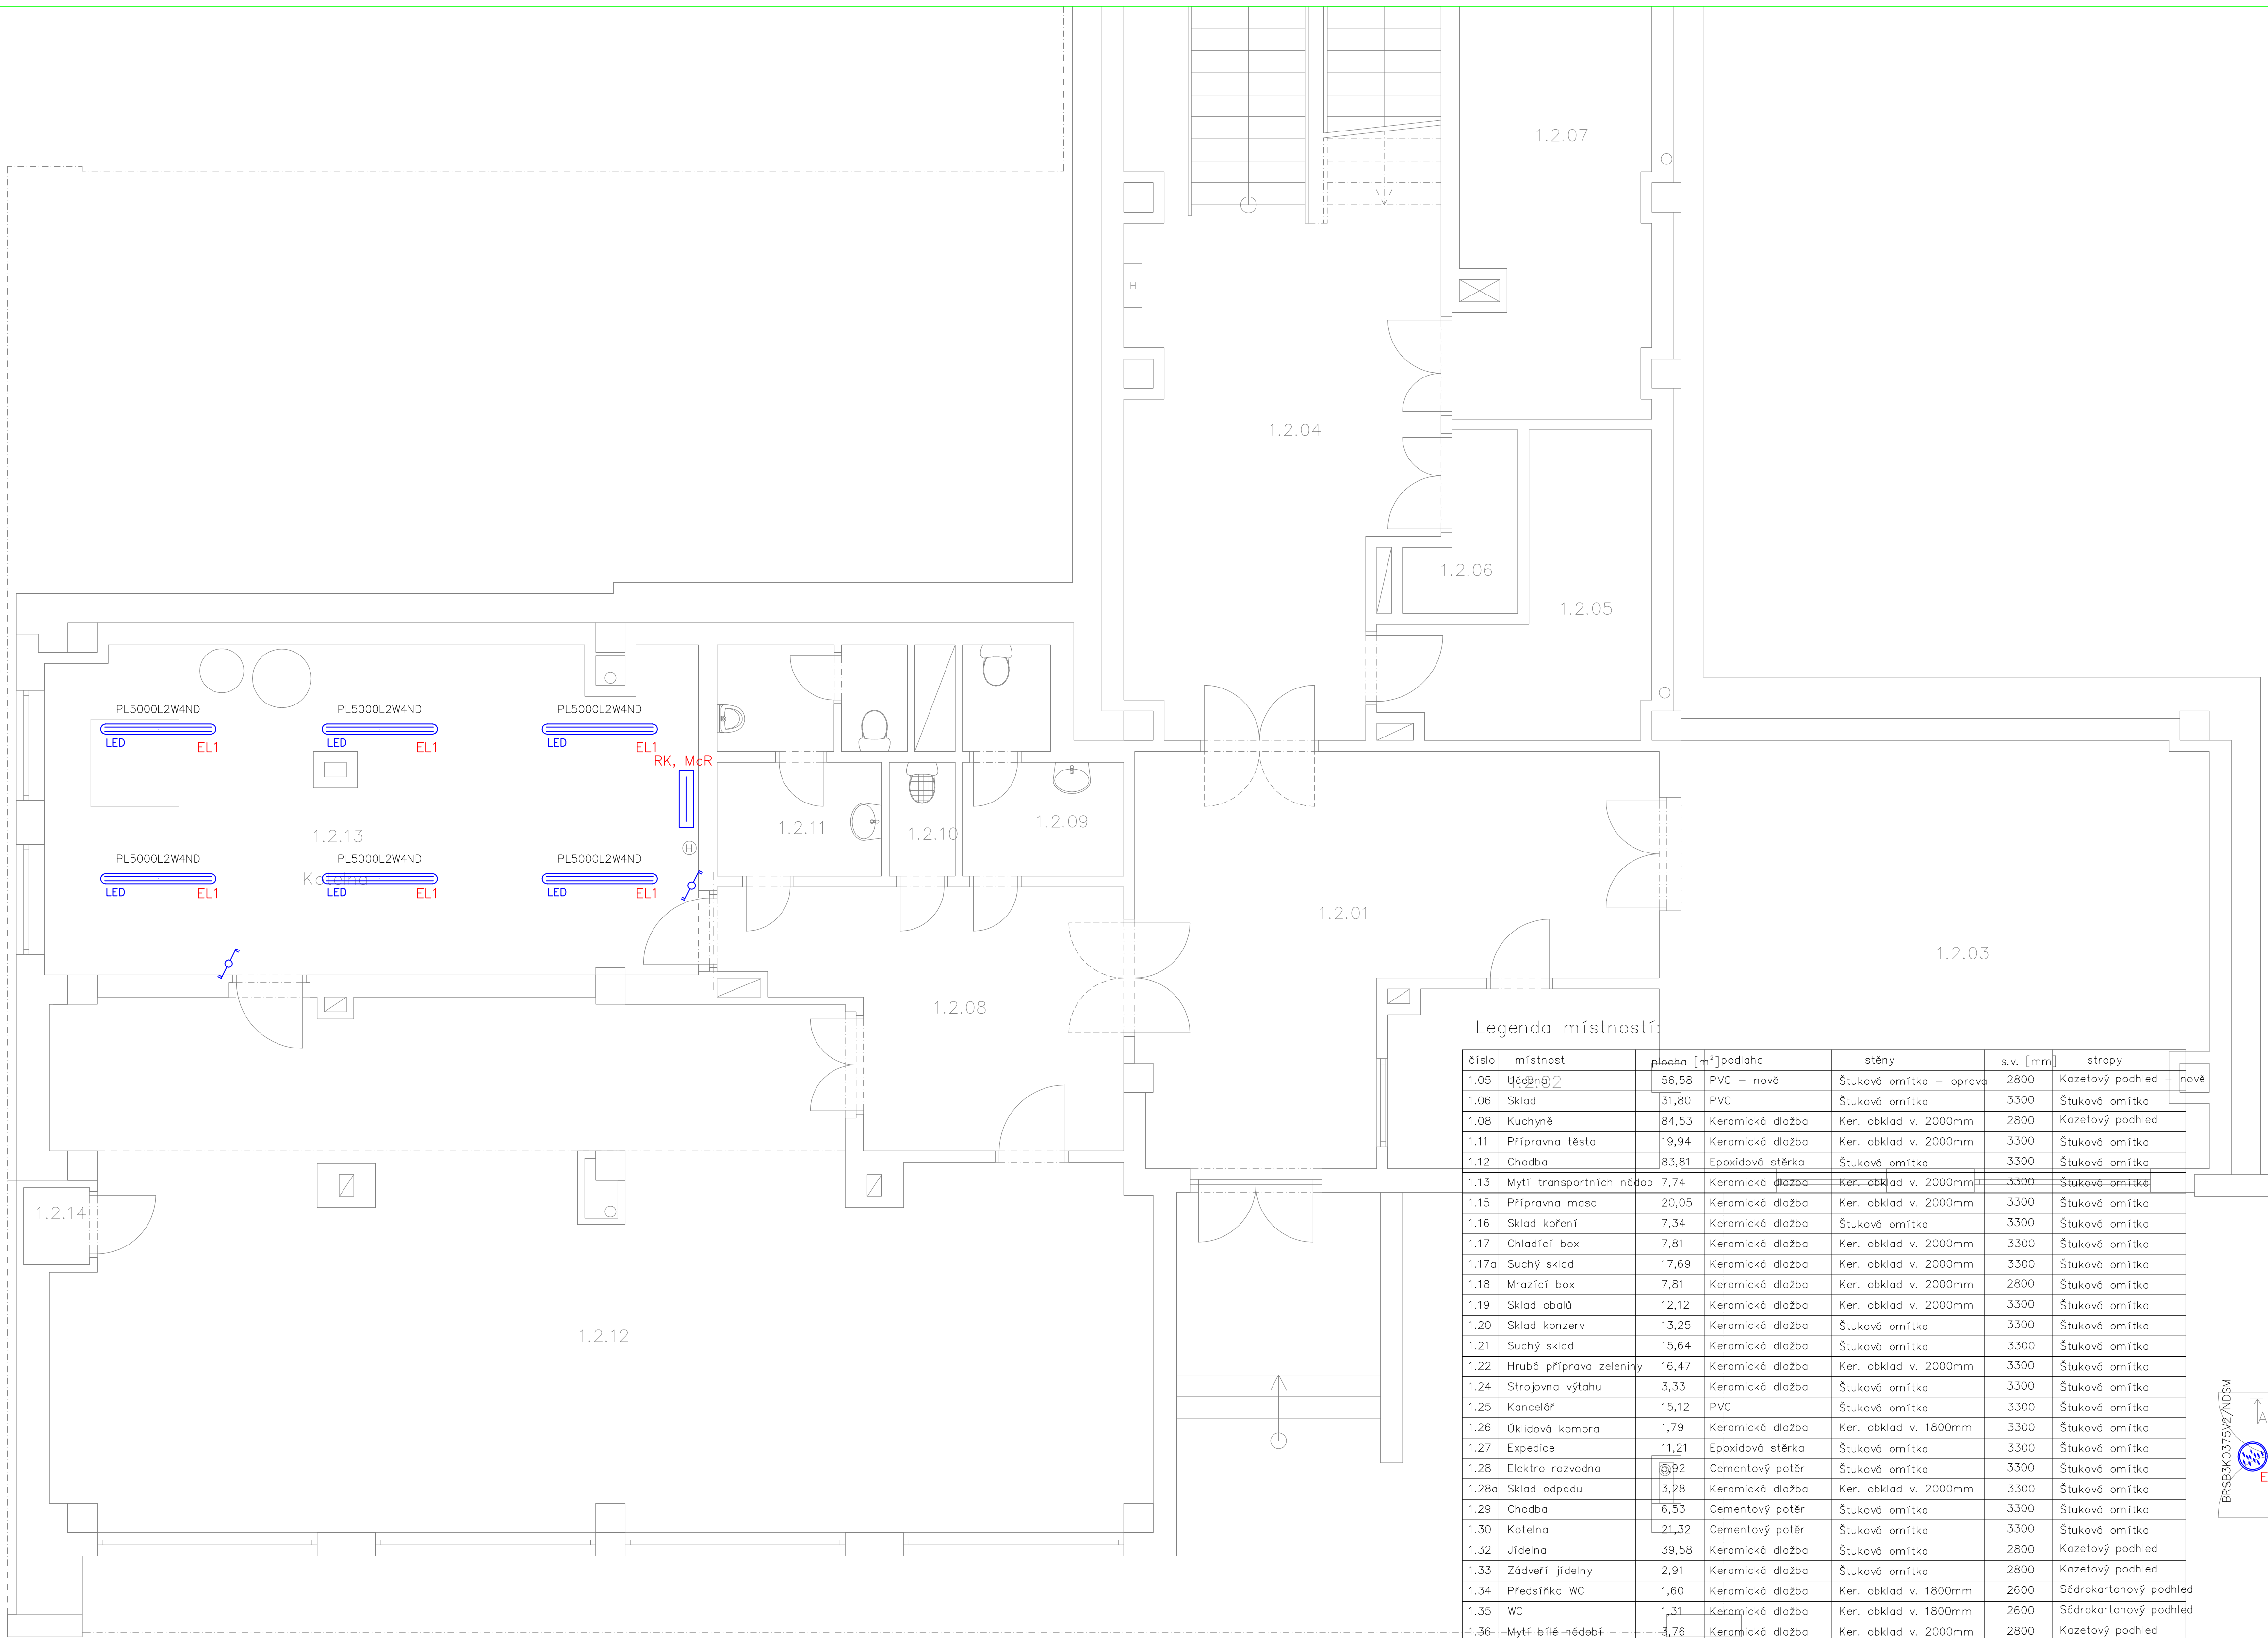 1.2.07
H
1.2.04
1.2.06
1.2.05
PL5000L2W4ND PL5000L2W4ND PL5000L2W4ND
LED EL1 LED EL1 LED EL1
RK, MaR
1.2.13
1.2.11
1.2.10
1.2.09
H
PL5000L2W4ND PL5000L2W4ND PL5000L2W4ND
Kotelna
LED EL1 LED EL1 LED EL1
1.2.01
1.2.03
1.2.08
1.2.02
1.2.14
1.2.12
Legenda místností:
číslo místnost plocha [m²] podlaha stěny s.v. [mm] stropy
1.05 Učebna 56,58 PVC – nově Štuková omítka – oprava 2800 Kazetový podhled – nově
1.06 Sklad 31,80 PVC Štuková omítka 3300 Štuková omítka
1.08 Kuchyně 84,53 Keramická dlažba Ker. obklad v. 2000mm 2800 Kazetový podhled
1.11 Přípravna těsta 19,94 Keramická dlažba Ker. obklad v. 2000mm 3300 Štuková omítka
1.12 Chodba 83,81 Epoxidová stěrka Štuková omítka 3300 Štuková omítka
1.13 Mytí transportních nádob 7,74 Keramická dlažba Ker. obklad v. 2000mm 3300 Štuková omítka
1.15 Přípravna masa 20,05 Keramická dlažba Ker. obklad v. 2000mm 3300 Štuková omítka
1.16 Sklad koření 7,34 Keramická dlažba Štuková omítka 3300 Štuková omítka
1.17 Chladící box 7,81 Keramická dlažba Ker. obklad v. 2000mm 3300 Štuková omítka
1.17a Suchý sklad 17,69 Keramická dlažba Ker. obklad v. 2000mm 3300 Štuková omítka
1.18 Mrazící box 7,81 Keramická dlažba Ker. obklad v. 2000mm 2800 Štuková omítka
1.19 Sklad obalů 12,12 Keramická dlažba Ker. obklad v. 2000mm 3300 Štuková omítka
1.20 Sklad konzerv 13,25 Keramická dlažba Štuková omítka 3300 Štuková omítka
1.21 Suchý sklad 15,64 Keramická dlažba Štuková omítka 3300 Štuková omítka
1.22 Hrubá příprava zeleniny 16,47 Keramická dlažba Ker. obklad v. 2000mm 3300 Štuková omítka
1.24 Strojovna výtahu 3,33 Keramická dlažba Štuková omítka 3300 Štuková omítka
1.25 Kancelář 15,12 PVC Štuková omítka 3300 Štuková omítka
1.26 Úklidová komora 1,79 Keramická dlažba Ker. obklad v. 1800mm 3300 Štuková omítka
1.27 Expedice 11,21 Epoxidová stěrka Štuková omítka 3300 Štuková omítka
1.28 Elektro rozvodna 5,92 Cementový potěr Štuková omítka 3300 Štuková omítka
1.28a Sklad odpadu 3,28 Keramická dlažba Ker. obklad v. 2000mm 3300 Štuková omítka
1.29 Chodba 6,53 Cementový potěr Štuková omítka 3300 Štuková omítka
1.30 Kotelna 21,32 Cementový potěr Štuková omítka 3300 Štuková omítka
1.32 Jídelna 39,58 Keramická dlažba Štuková omítka 2800 Kazetový podhled
1.33 Zádveří jídelny 2,91 Keramická dlažba Štuková omítka 2800 Kazetový podhled
1.34 Předsíňka WC 1,60 Keramická dlažba Ker. obklad v. 1800mm 2600 Sádrokartonový podhled
1.35 WC 1,31 Keramická dlažba Ker. obklad v. 1800mm 2600 Sádrokartonový podhled
1.36 Mytí bílé nádobí 3,76 Keramická dlažba Ker. obklad v. 2000mm 2800 Kazetový podhled
BRSB3KO375V2/NDSM
A
E